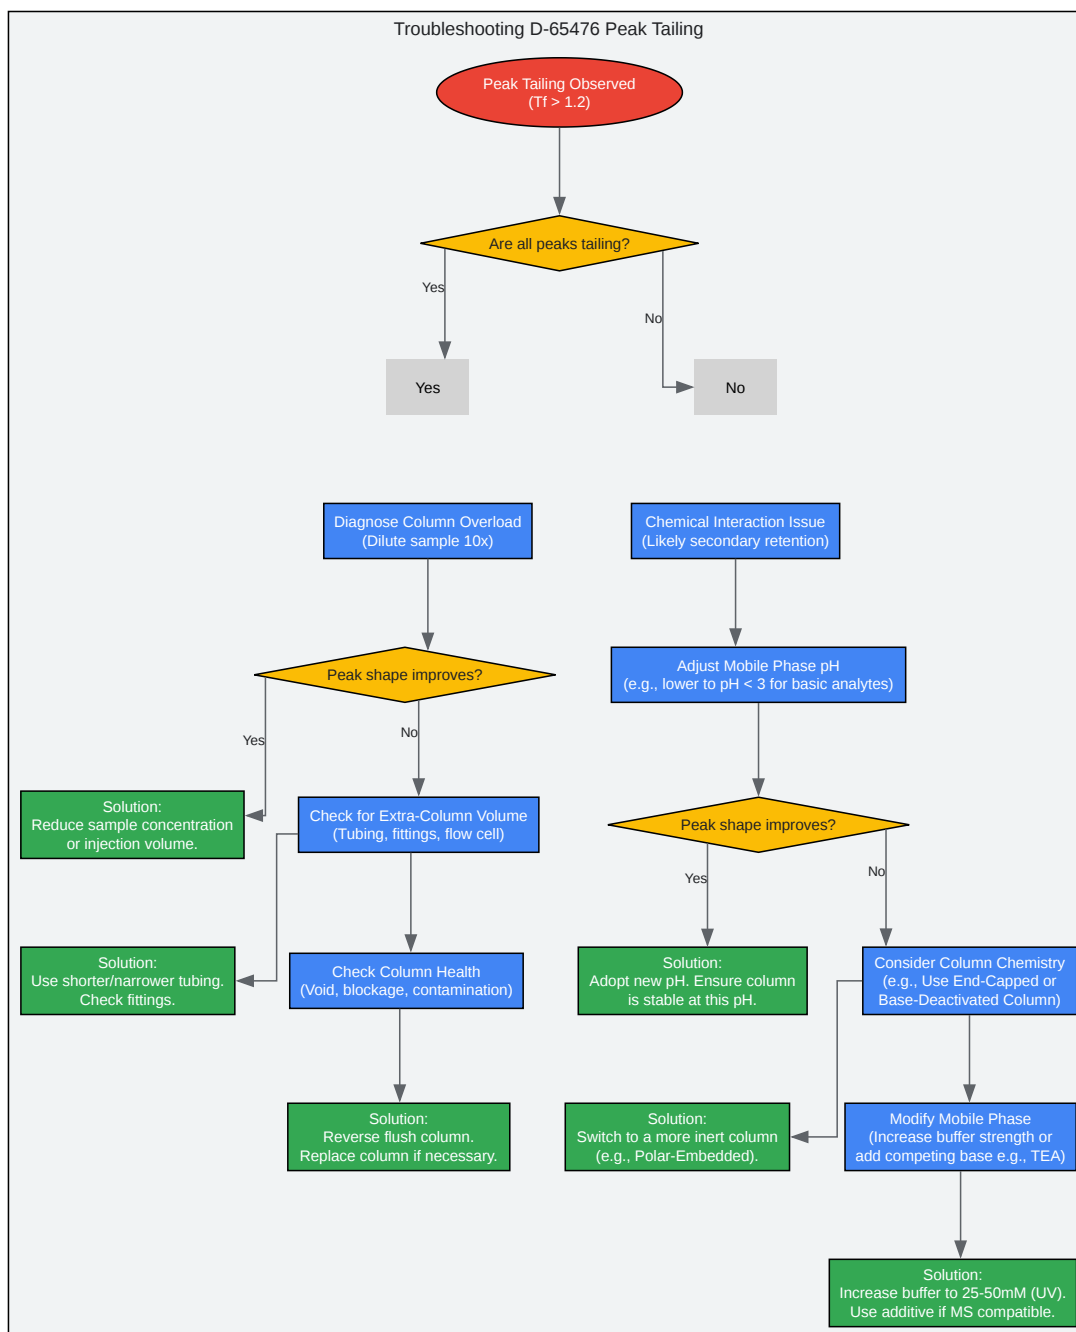 Troubleshooting D-65476 Peak Tailing
Peak Tailing Observed
(Tf > 1.2)
Are all peaks tailing?
Yes
No
Yes
No
Diagnose Column Overload
(Dilute sample 10x)
Chemical Interaction Issue
(Likely secondary retention)
Peak shape improves?
Adjust Mobile Phase pH
(e.g., lower to pH < 3 for basic analytes)
Yes
No
Solution:
Reduce sample concentration
or injection volume.
Check for Extra-Column Volume
(Tubing, fittings, flow cell)
Peak shape improves?
Yes
No
Solution:
Use shorter/narrower tubing.
Check fittings.
Check Column Health
(Void, blockage, contamination)
Solution:
Adopt new pH. Ensure column
is stable at this pH.
Consider Column Chemistry
(e.g., Use End-Capped or
Base-Deactivated Column)
Solution:
Reverse flush column.
Replace column if necessary.
Solution:
Switch to a more inert column
(e.g., Polar-Embedded).
Modify Mobile Phase
(Increase buffer strength or
add competing base e.g., TEA)
Solution:
Increase buffer to 25-50mM (UV).
Use additive if MS compatible.